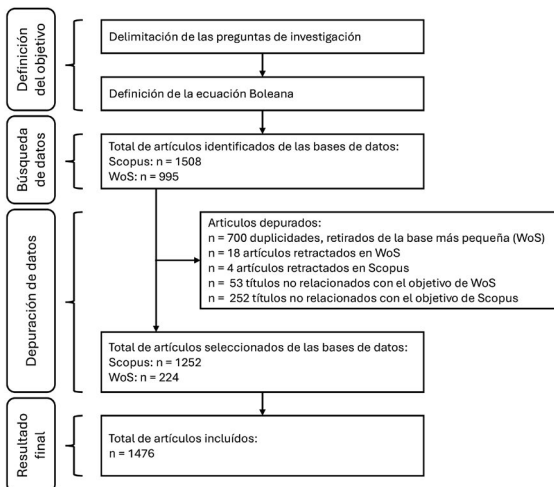 Definición
del objetivo
Delimitación de las preguntas de investigación
Definición de la ecuación Boleana
Búsqueda
de datos
Total de artículos identificados de las bases de datos:
Scopus: n = 1508
WoS: n = 995
Depuración de datos
Articulos depurados:
n = 700 duplicidades, retirados de la base más pequeña (WoS)
n = 18 artículos retractados en WoS
n = 4 artículos retractados en Scopus
n = 53 títulos no relacionados con el objetivo de WoS
n = 252 títulos no relacionados con el objetivo de Scopus
Total de artículos seleccionados de las bases de datos:
Scopus: n = 1252
WoS: n = 224
Resultado
final
Total de artículos incluídos:
n = 1476